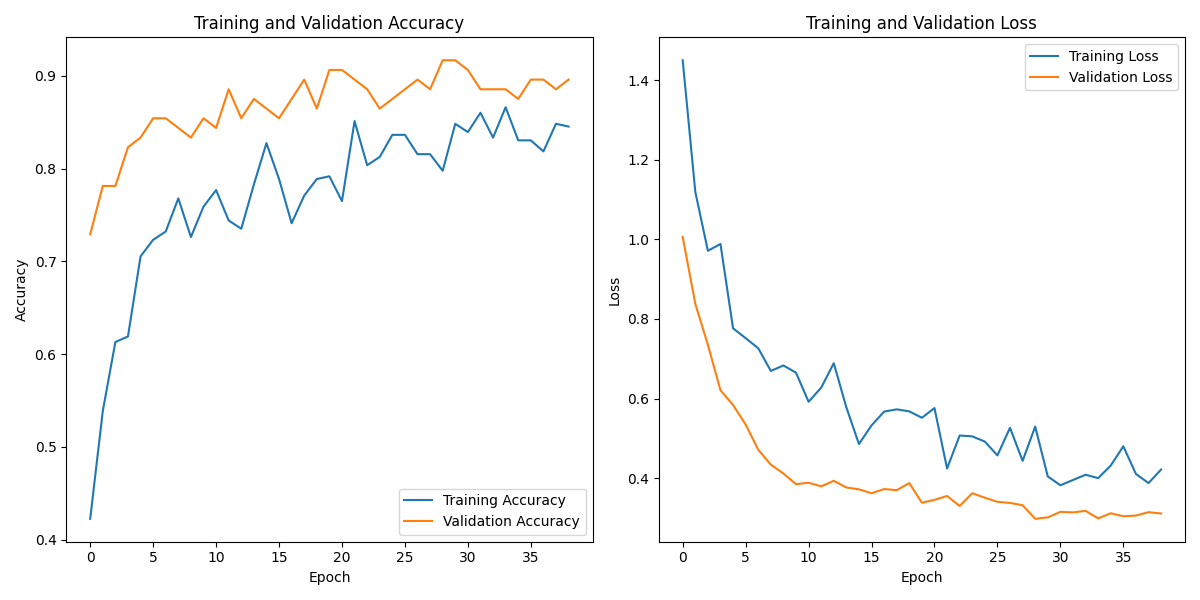 Training and Validation Accuracy
Accuracy
0.9
0.8
0.7
0.6
0.5
0.4
0
5
10
15
20
25
30
35
Epoch
Training Accuracy
Validation Accuracy
Training and Validation Loss
Loss
1.4
1.2
1.0
0.8
0.6
0.4
0
5
10
15
20
25
30
35
Epoch
Training Loss
Validation Loss